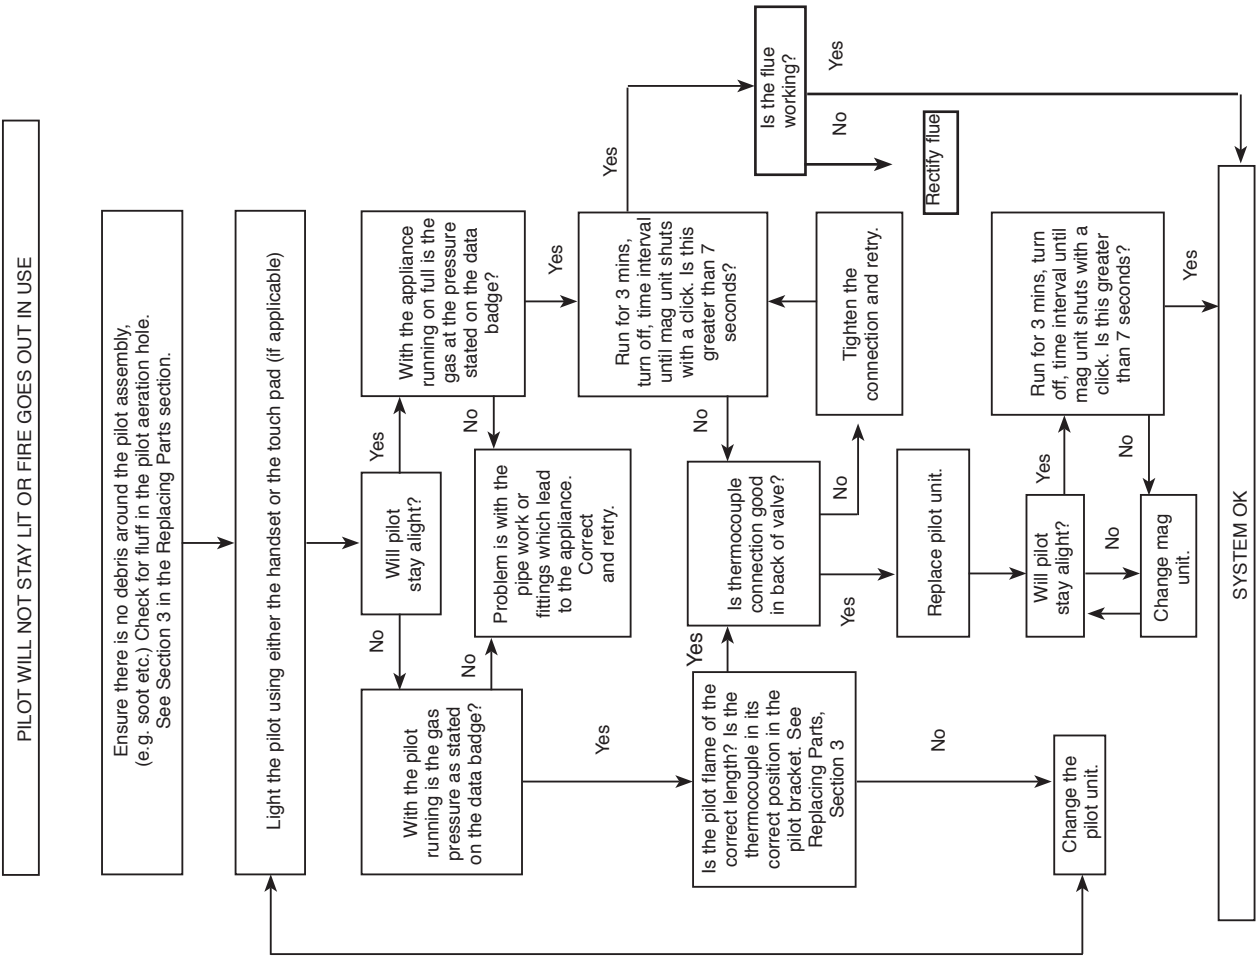 PILOT WILL NOT STAY LIT OR FIRE GOES OUT IN USE
Ensure there is no debris around the pilot assembly,
(e.g. soot etc.) Check for fluff in the pilot aeration hole.
See Section 3 in the Replacing Parts section.
Light the pilot using either the handset or the touch pad (if applicable)
Will pilot
stay alight?
No
Yes
With the pilot
running is the gas
pressure as stated
on the data badge?
With the appliance
running on full is the
gas at the pressure
stated on the data
badge?
No
No
Problem is with the
pipe work or
fittings which lead
to the appliance.
Correct
and retry.
Yes
Yes
Run for 3 mins,
turn off, time interval
until mag unit shuts
with a click. Is this
greater than 7
seconds?
Yes
Is the pilot flame of the
correct length? Is the
thermocouple in its
correct position in the
pilot bracket. See
Replacing Parts,
Section 3
Yes
No
Is thermocouple
connection good
in back of valve?
Is the flue
working?
Yes
No
Yes
No
Tighten the
connection and retry.
No
Replace pilot unit.
Rectify flue
Will pilot
stay alight?
Yes
Run for 3 mins, turn
off, time interval until
mag unit shuts with a
click. Is this greater
than 7 seconds?
Change the
pilot unit.
No
No
Change mag
unit.
Yes
SYSTEM OK